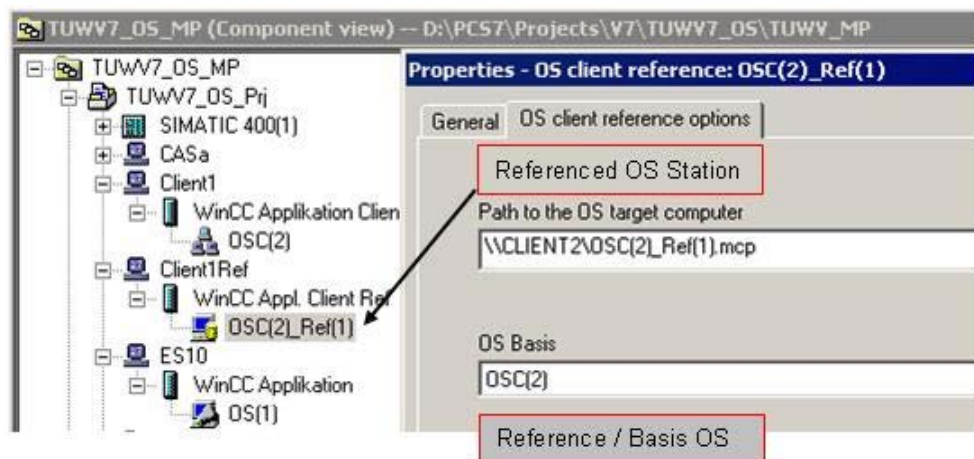 TUWV7_OS_MP (Component view) -- D:\PCS7\Projects\V7\TUWV7_OS\TUWV_MP
TUWV7_OS_MP
TUWV7_OS_Prj
SIMATIC 400(1)
CASa
Client1
WinCC Applikation Clien
OSC(2)
Client1Ref
WinCC Appl. Client Ref
OSC(2)_Ref(1)
ES10
WinCC Applikation
OS(1)
Properties - OS client reference: OSC(2)_Ref(1)
General
OS client reference options
Referenced OS Station
Path to the OS target computer
\\CLIENT2\OSC(2)_Ref(1).mcp
OS Basis
OSC(2)
Reference / Basis OS